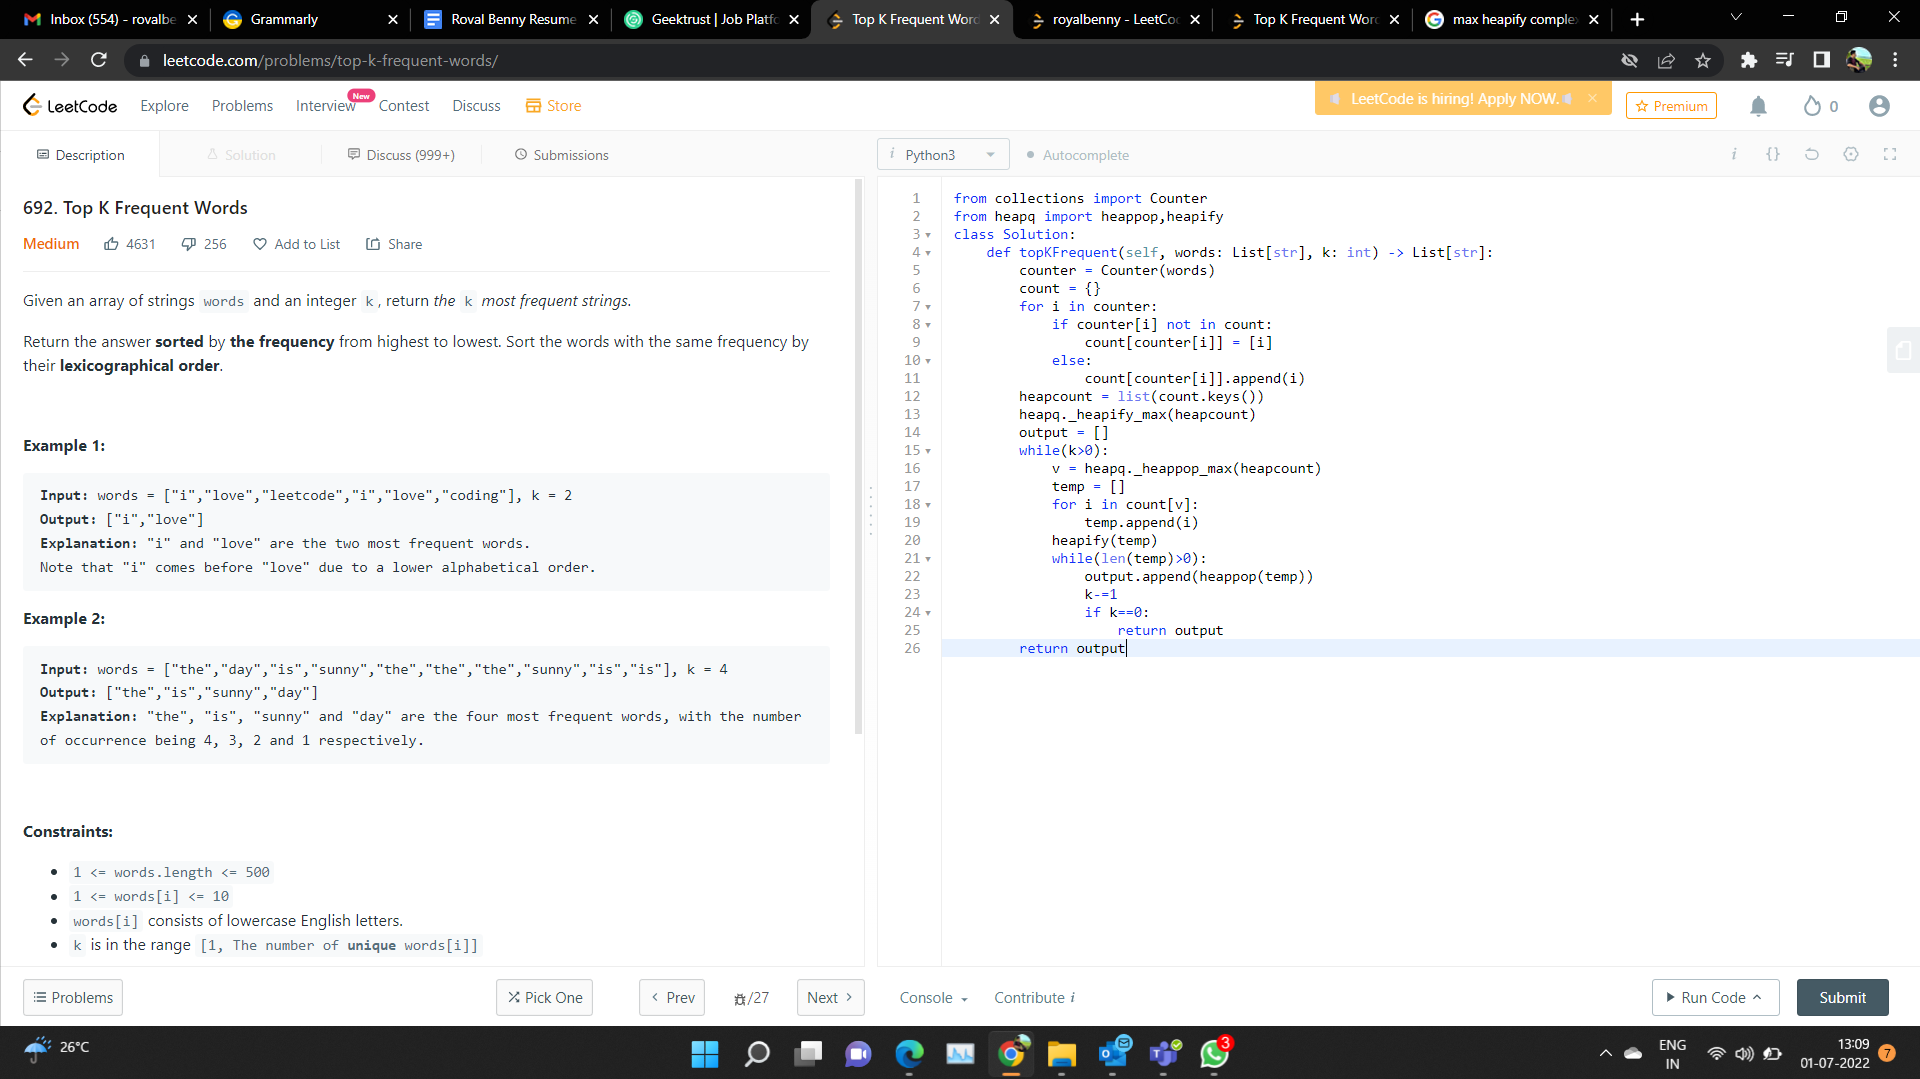 Inbox (554) - rovalbe
Grammarly
Roval Benny Resume
Geektrust | Job Platfo
Top K Frequent Word
royalbenny - LeetCo
Top K Frequent Word
max heapify comple
leetcode.com/problems/top-k-frequent-words/
LeetCode
Explore
Problems
Interview
New
Contest
Discuss
Store
LeetCode is hiring! Apply NOW.
Premium
0
Description
Solution
Discuss (999+)
Submissions
i Python3
Autocomplete
i {}
692. Top K Frequent Words
Medium 4631 256 Add to List Share
Given an array of strings words and an integer k, return the k most frequent strings.
Return the answer sorted by the frequency from highest to lowest. Sort the words with the same frequency by
their lexicographical order.
Example 1:
Input: words = ["i","love","leetcode","i","love","coding"], k = 2
Output: ["i","love"]
Explanation: "i" and "love" are the two most frequent words.
Note that "i" comes before "love" due to a lower alphabetical order.
Example 2:
Input: words = ["the","day","is","sunny","the","the","the","sunny","is","is"], k = 4
Output: ["the","is","sunny","day"]
Explanation: "the", "is", "sunny" and "day" are the four most frequent words, with the number
of occurrence being 4, 3, 2 and 1 respectively.
Constraints:
1 <= words.length <= 500
1 <= words[i] <= 10
words[i] consists of lowercase English letters.
k is in the range [1, The number of unique words[i]]
1 from collections import Counter
2 from heapq import heappop,heapify
3 class Solution:
4 def topKFrequent(self, words: List[str], k: int) -> List[str]:
5 counter = Counter(words)
6 count = {}
7 for i in counter:
8 if counter[i] not in count:
9 count[counter[i]] = [i]
10 else:
11 count[counter[i]].append(i)
12 heapcount = list(count.keys())
13 heapq._heapify_max(heapcount)
14 output = []
15 while(k>0):
16 v = heapq._heappop_max(heapcount)
17 temp = []
18 for i in count[v]:
19 temp.append(i)
20 heapify(temp)
21 while(len(temp)>0):
22 output.append(heappop(temp))
23 k-=1
24 if k==0:
25 return output
26 return output
Problems
Pick One
Prev
/27
Next
Console
Contribute i
Run Code
Submit
26°C
3
ENG
IN
13:09
01-07-2022
7